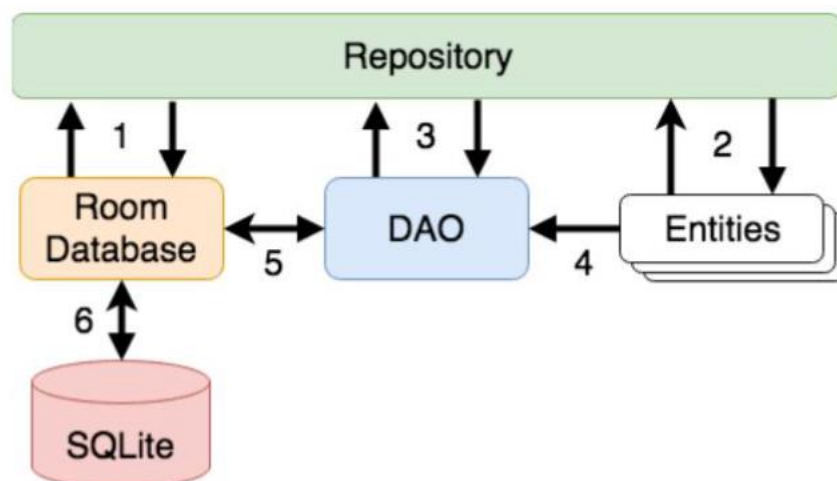 Repository
1
3
2
Room
Database
DAO
Entities
5
4
6
SQLite